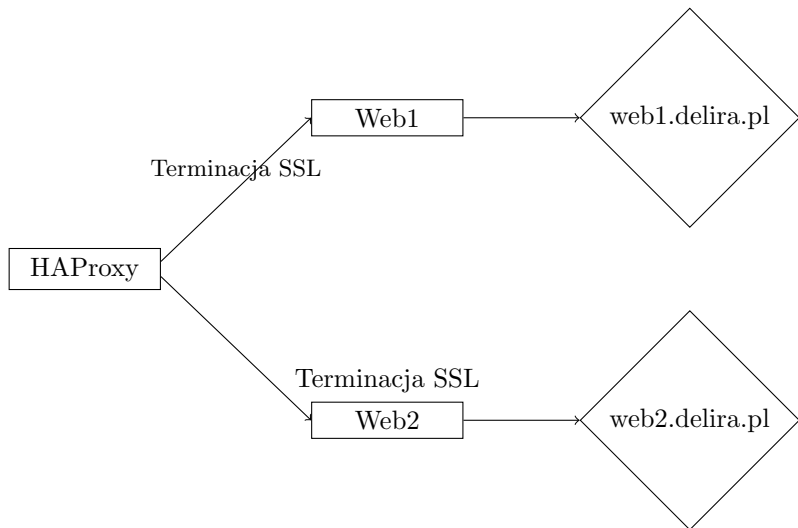 Web1
web1.delira.pl
Terminacja SSL
HAProxy
Terminacja SSL
Web2
web2.delira.pl